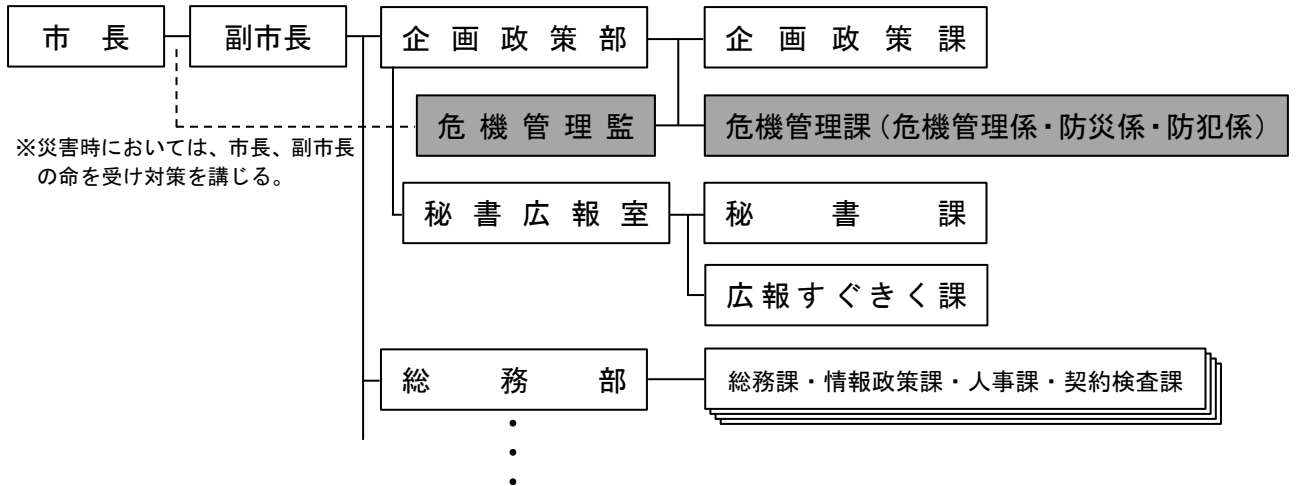 市長
副市長
企画政策部
企画政策課
危機管理監
危機管理課（危機管理係・防災係・防犯係）
※災害時においては、市長、副市長
の命を受け対策を講じる。
秘書広報室
秘書課
広報すぐきく課
総務部
総務課・情報政策課・人事課・契約検査課